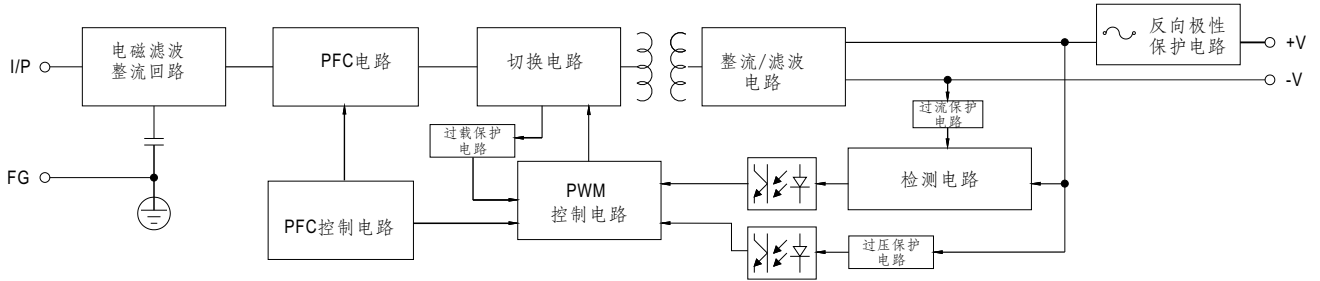 反向极性
保护电路
+V
-V
I/P
电磁滤波
整流回路
PFC电路
切换电路
整流/滤波
电路
过流保护
电路
过载保护
电路
检测电路
FG
PWM
控制电路
PFC控制电路
过压保护
电路